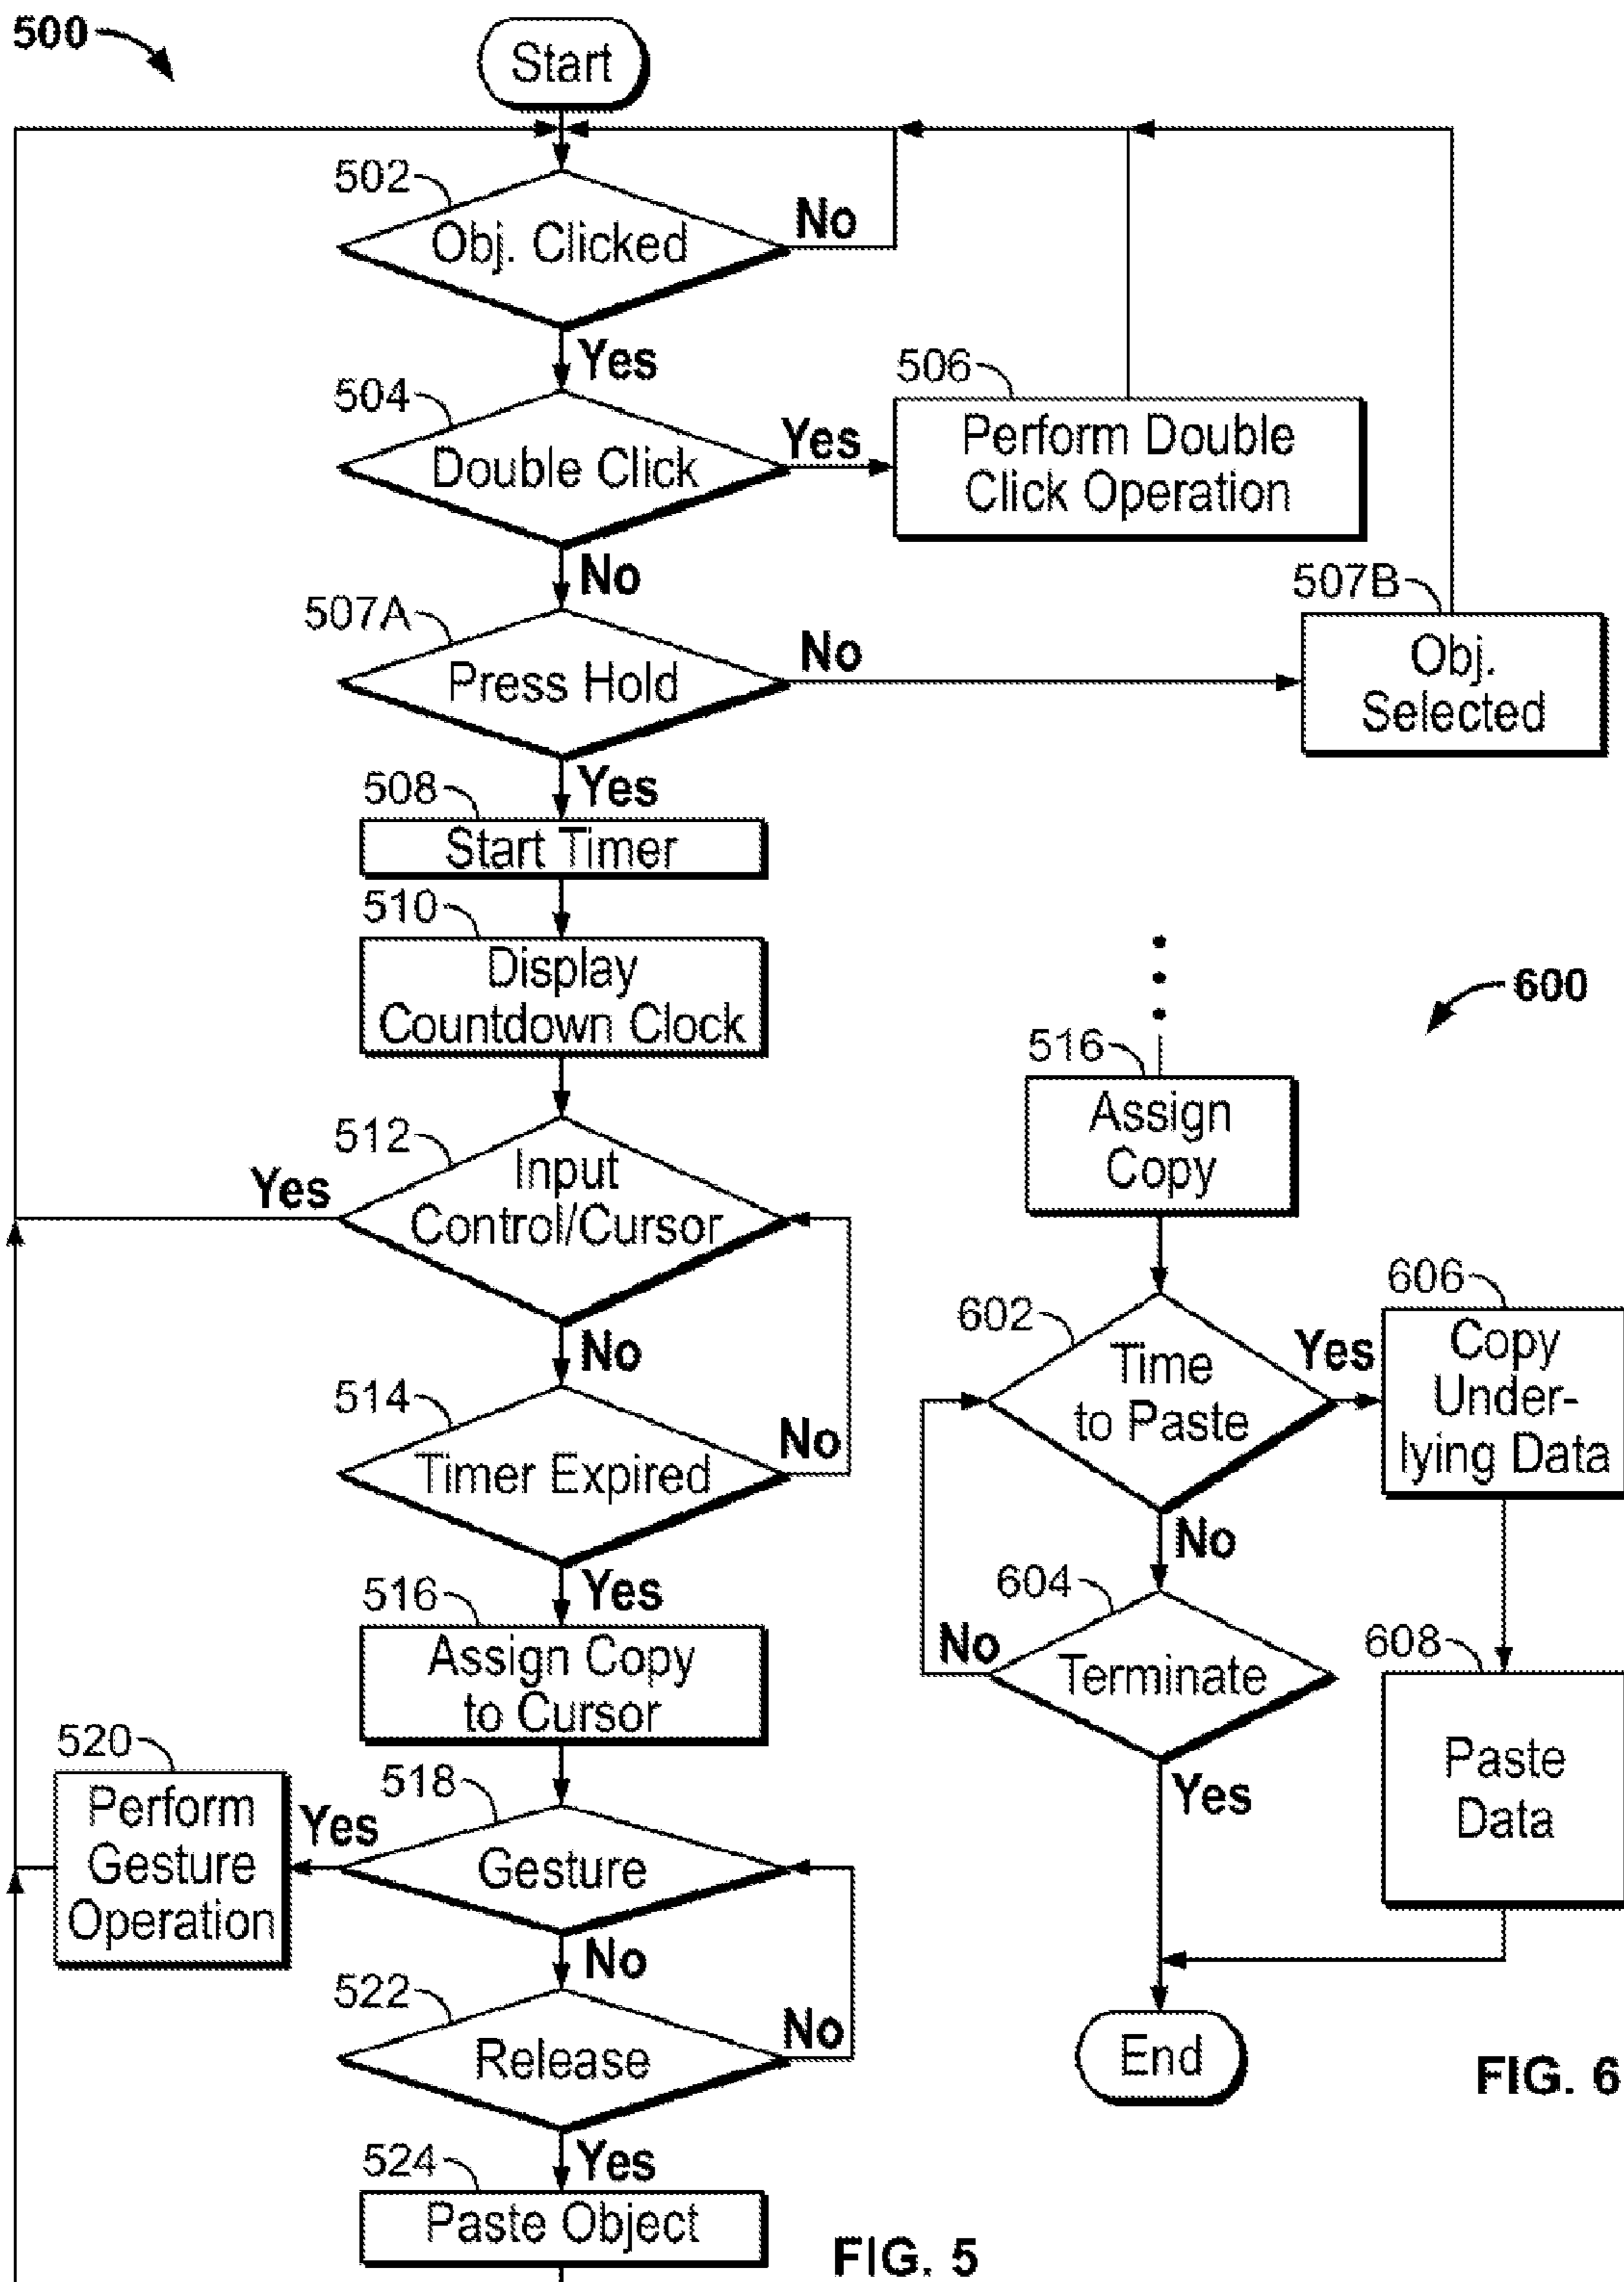 500
Start
502
Obj. Clicked
No
Yes
504
Double Click
Yes
506
Perform Double
Click Operation
No
507A
Press Hold
No
507B
Obj.
Selected
Yes
508
Start Timer
510
Display
Countdown Clock
512
Input
Control/Cursor
Yes
No
514
Timer Expired
No
Yes
516
Assign Copy
to Cursor
518
Gesture
Yes
520
Perform
Gesture
Operation
No
522
Release
No
Yes
524
Paste Object
FIG. 5
600
516
Assign
Copy
602
Time
to Paste
Yes
606
Copy
Under-
lying Data
No
604
Terminate
No
608
Paste
Data
Yes
End
FIG. 6